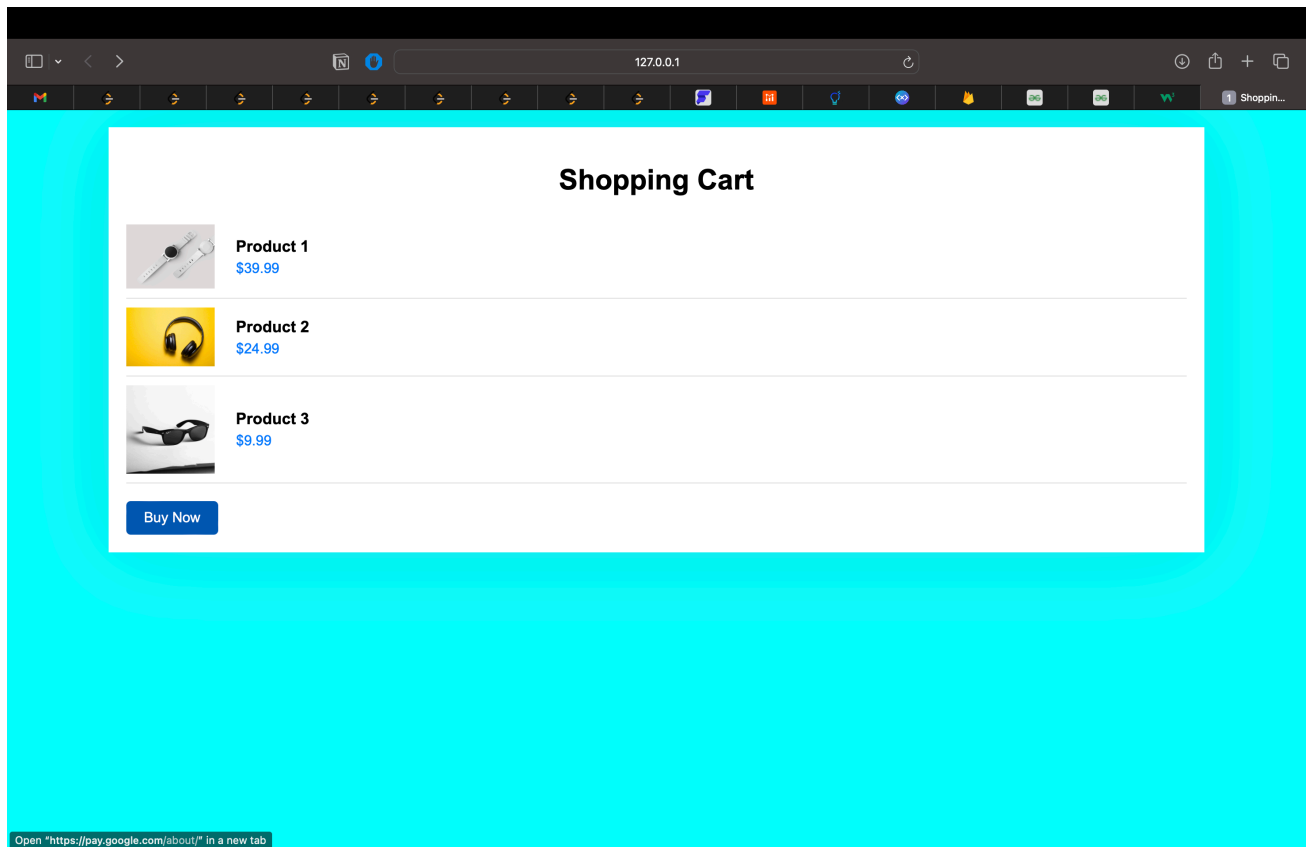 127.0.0.1
1 Shoppin...
Shopping Cart
Product 1
$39.99
Product 2
$24.99
Product 3
$9.99
Buy Now
Open “https://pay.google.com/about/” in a new tab